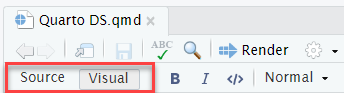 Quarto DS.qmd
ABC Render
Source Visual B I </> Normal